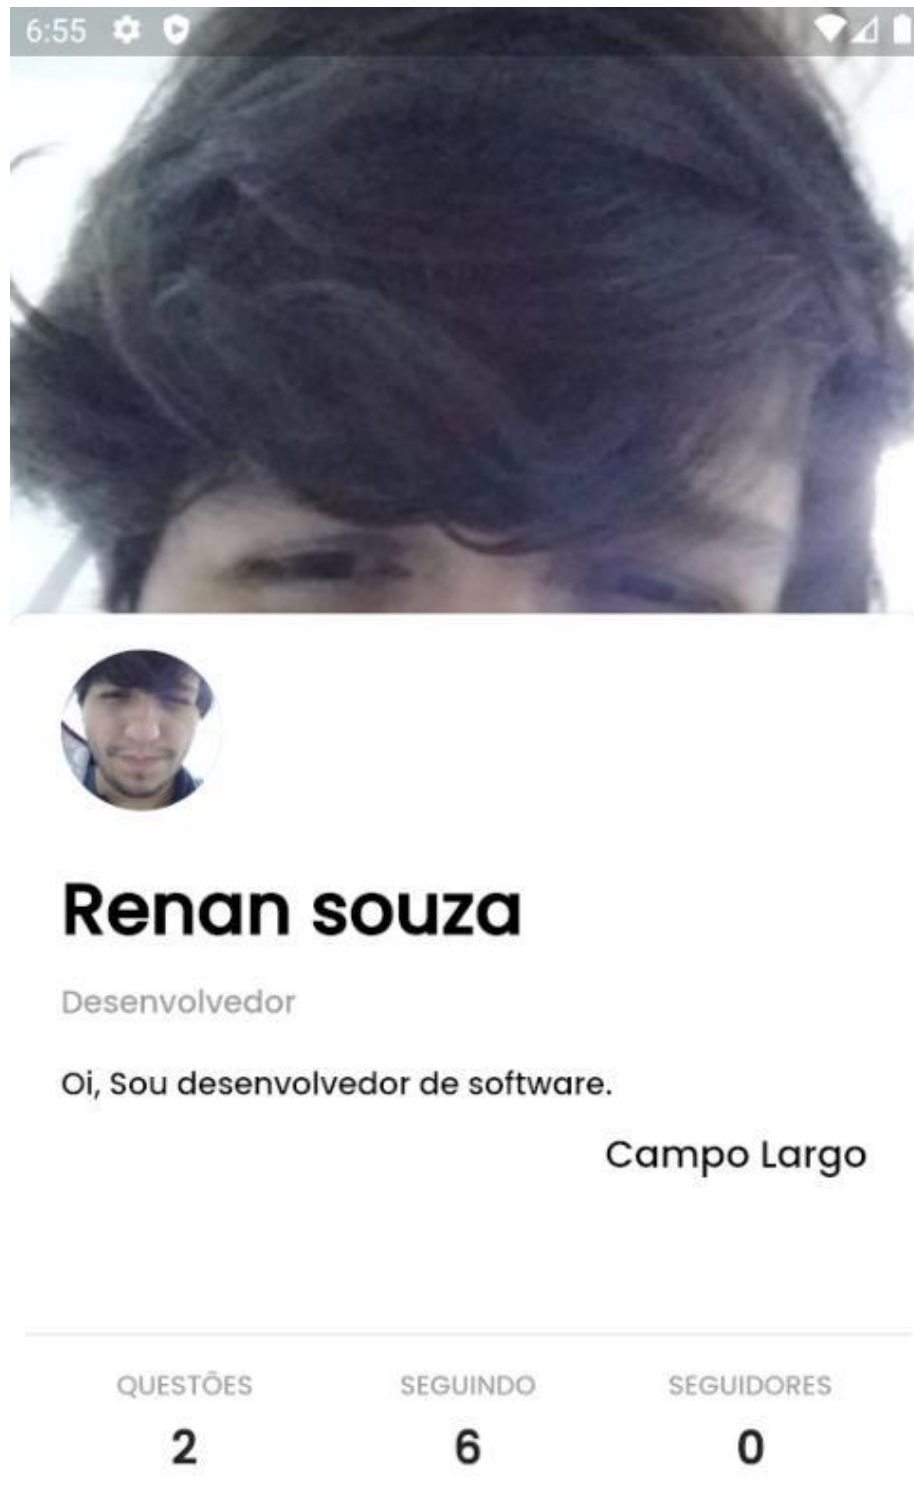 6:55
Renan souza
Desenvolvedor
Oi, Sou desenvolvedor de software.
Campo Largo
QUESTÕES SEGUINDO SEGUIDORES
2 6 0